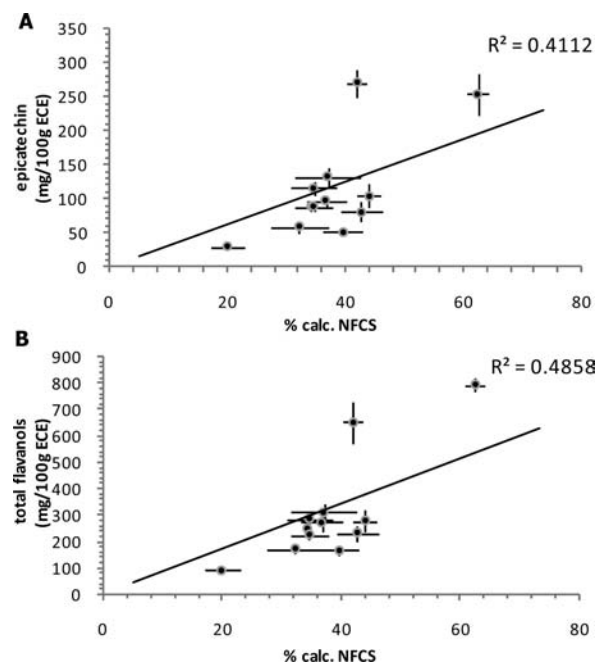 A
R² = 0.4112
350
300
250
200
150
100
50
0
epicatechin
(mg/100g ECE)
0 20 40 60 80
% calc. NFCS
B
R² = 0.4858
900
800
700
600
500
400
300
200
100
0
total flavanols
(mg/100g ECE)
0 20 40 60 80
% calc. NFCS